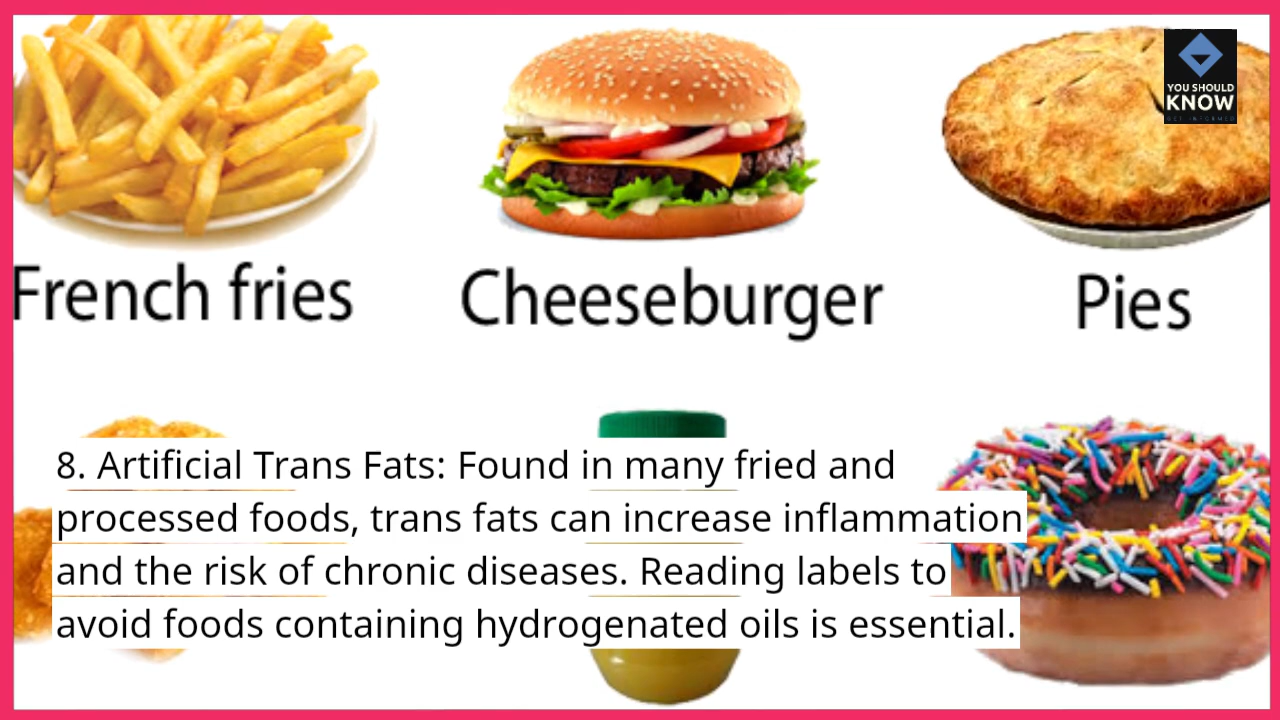 YOU SHOULD
KNOW
GET INFORMED
French fries
Cheeseburger
Pies
8. Artificial Trans Fats: Found in many fried and
processed foods, trans fats can increase inflammation
and the risk of chronic diseases. Reading labels to
avoid foods containing hydrogenated oils is essential.